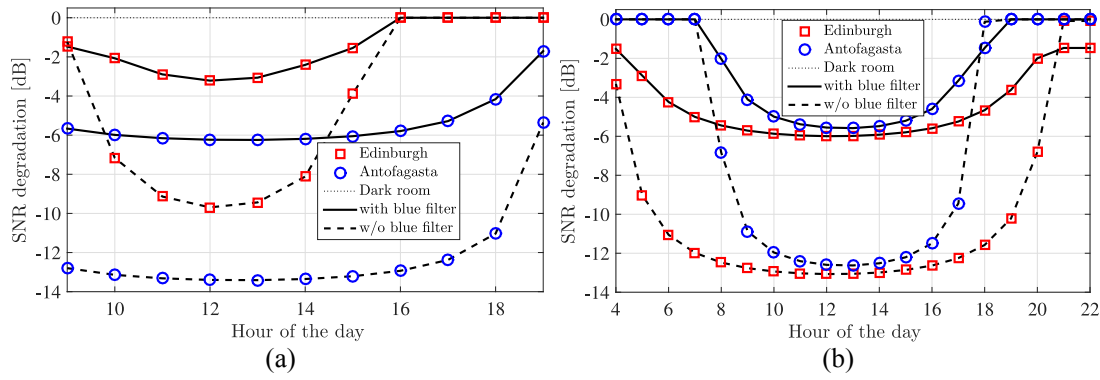 SNR degradation [dB]
0
-2
-4
-6
-8
-10
-12
-14
10
12
14
16
18
Hour of the day
Edinburgh
Antofagasta
Dark room
with blue filter
w/o blue filter
(a)
SNR degradation [dB]
0
-2
-4
-6
-8
-10
-12
-14
4
6
8
10
12
14
16
18
20
22
Hour of the day
Edinburgh
Antofagasta
Dark room
with blue filter
w/o blue filter
(b)